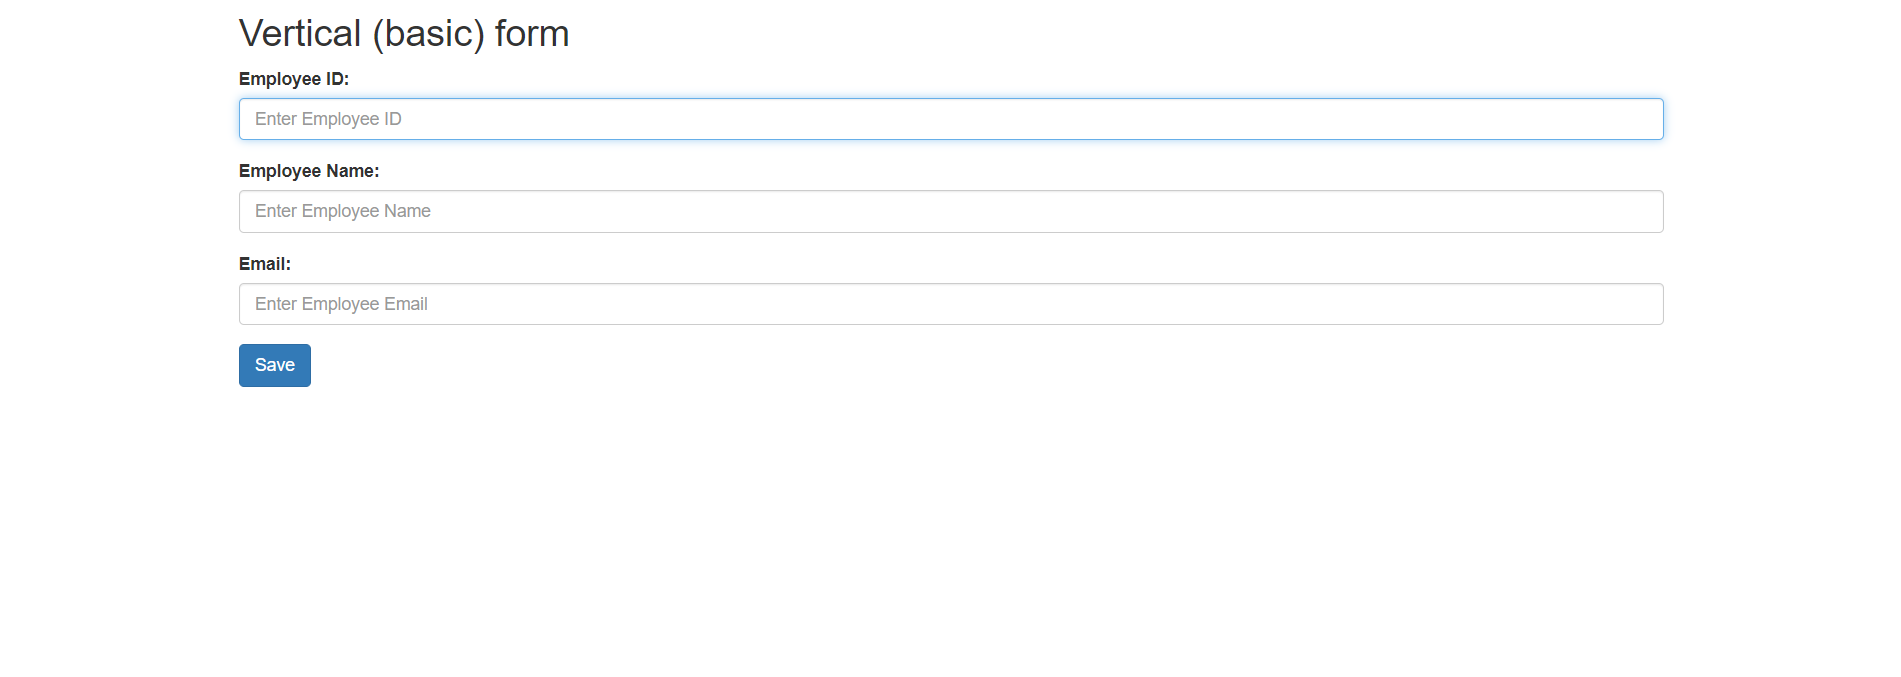 Vertical (basic) form
Employee ID:
Enter Employee ID
Employee Name:
Enter Employee Name
Email:
Enter Employee Email
Save